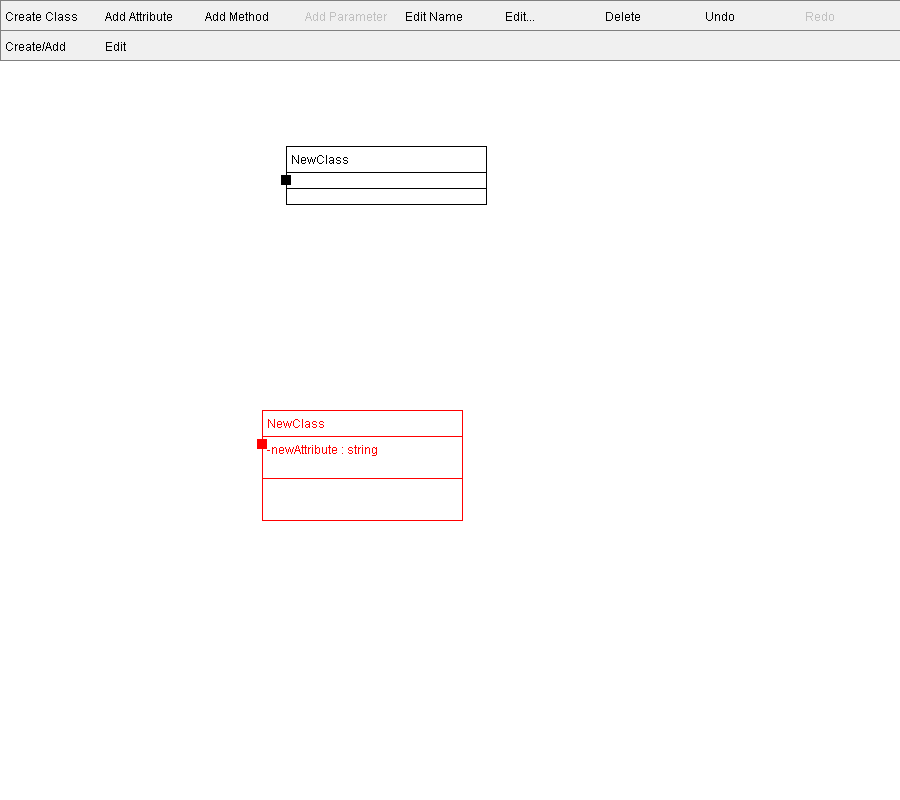 Create Class Add Attribute Add Method Add Parameter Edit Name Edit... Delete Undo Redo
Create/Add Edit
NewClass
NewClass
-newAttribute : string